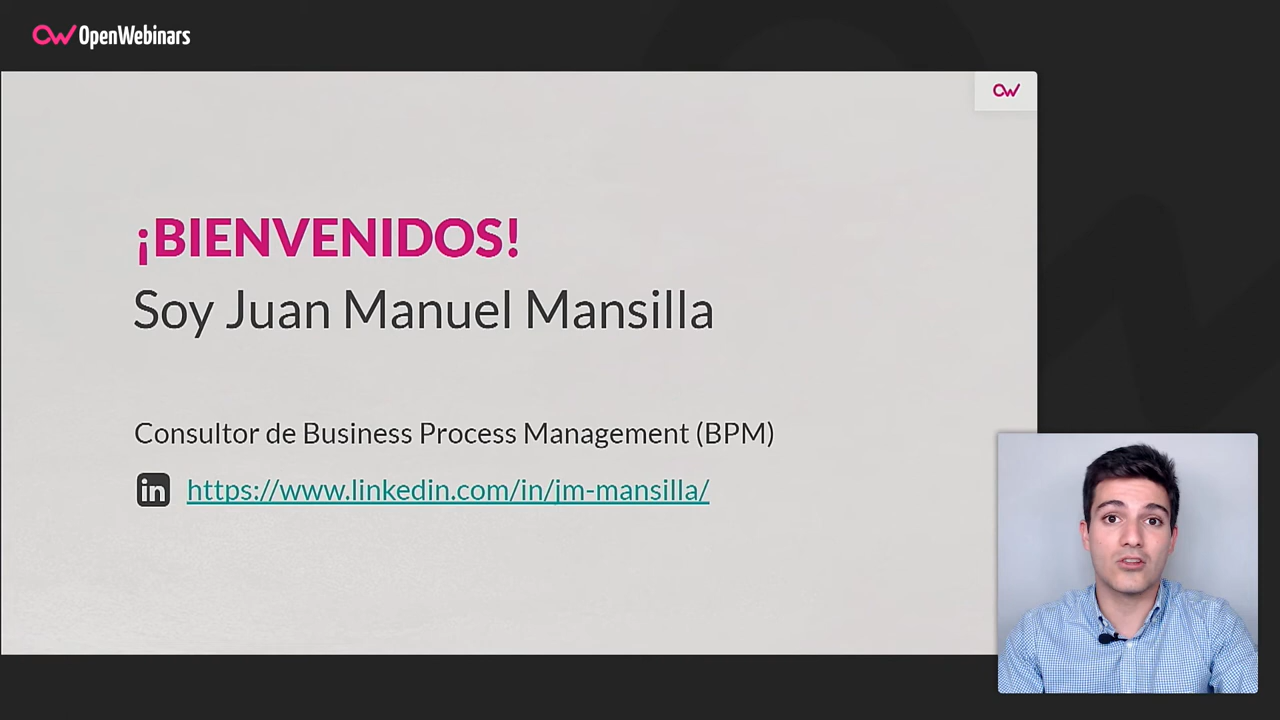 OpenWebinars
¡BIENVENIDOS!
Soy Juan Manuel Mansilla
Consultor de Business Process Management (BPM)
in https://www.linkedin.com/in/jm-mansilla/